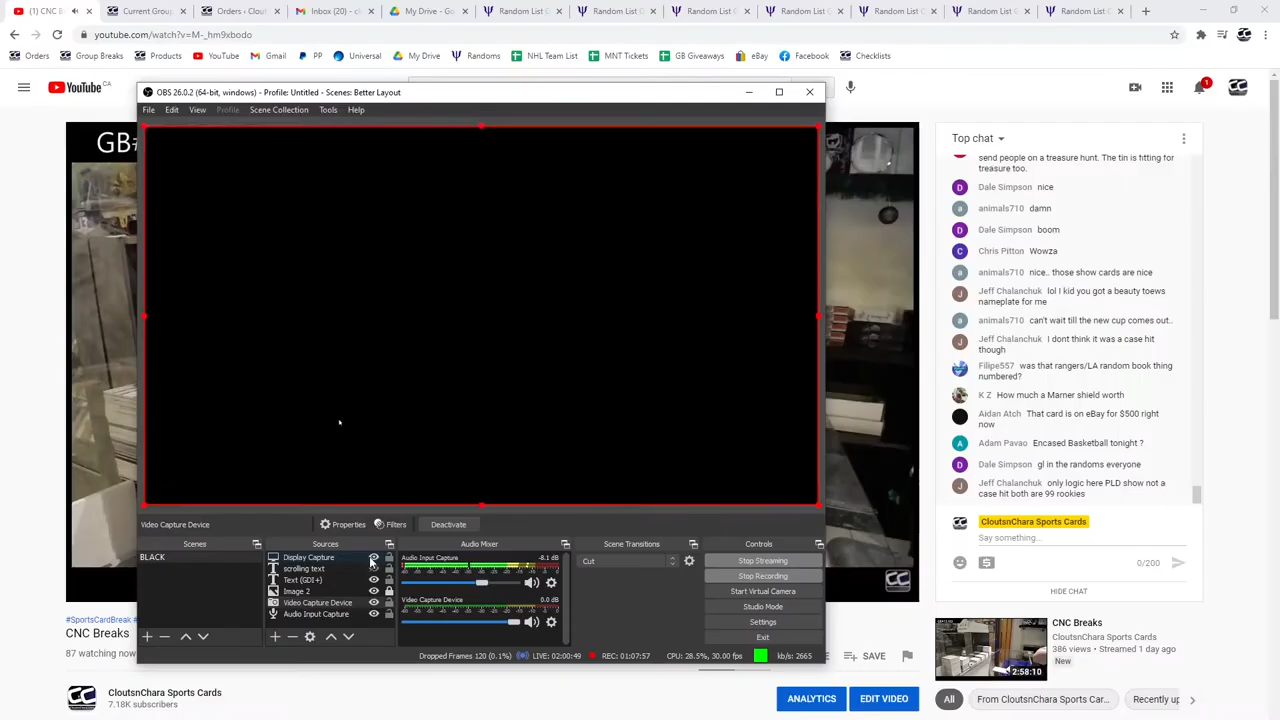 (1) CNC B
Current Group
Orders ‹ Clout
Inbox (20) - cl
My Drive - G
Random List G
Random List G
Random List G
Random List G
Random List G
Random List G
Random List G
youtube.com/watch?v=M-_hm9xbodo
Orders
Group Breaks
YouTube
Gmail
PP
Universal
My Drive
Randoms
NHL Team List
MNT Tickets
GB Giveaways
eBay
Facebook
Checklists
YouTube CA
1
OBS 26.0.2 (64-bit, windows) - Profile: Untitled - Scenes: Better Layout
File Edit View Profile Scene Collection Tools Help
GB#
Top chat
send people on a treasure hunt. The tin is fitting for
treasure too.
Dale Simpson nice
animals710 damn
Dale Simpson boom
Chris Pitton Wowza
animals710 nice.. those show cards are nice
Jeff Chalanchuk lol I kid you got a beauty toews
nameplate for me
animals710 can't wait till the new cup comes out..
Jeff Chalanchuk I dont think it was a case hit
though
Filipe557 was that rangers/LA random book thing
numbered?
K Z How much a Marner shield worth
Aidan Atch That card is on eBay for $500 right
now
Adam Pavao Encased Basketball tonight ?
Dale Simpson gl in the randoms everyone
Jeff Chalanchuk only logic here PLD show not a
case hit both are 99 rookies
CloutsnChara Sports Cards
Say something...
0/200
HIDE CHAT
Video Capture Device
Properties
Filters
Deactivate
Scenes
BLACK
Sources
Display Capture
scrolling text
Text (GDI+)
Image 2
Video Capture Device
Audio Input Capture
Audio Mixer
Audio Input Capture -8.1 dB
Video Capture Device 0.0 dB
Scene Transitions
Cut
Controls
Stop Streaming
Stop Recording
Start Virtual Camera
Studio Mode
Settings
Exit
Dropped Frames 120 (0.1%) LIVE: 02:00:49 REC: 01:07:57 CPU: 28.5%, 30.00 fps kb/s: 2665
#SportsCardBreak
CNC Breaks
87 watching now
SAVE
CloutsnChara Sports Cards
7.18K subscribers
ANALYTICS
EDIT VIDEO
CNC Breaks
CloutsnChara Sports Cards
386 views • Streamed 1 day ago
New
2:58:10
All
From CloutsnChara Sports Car...
Recently up